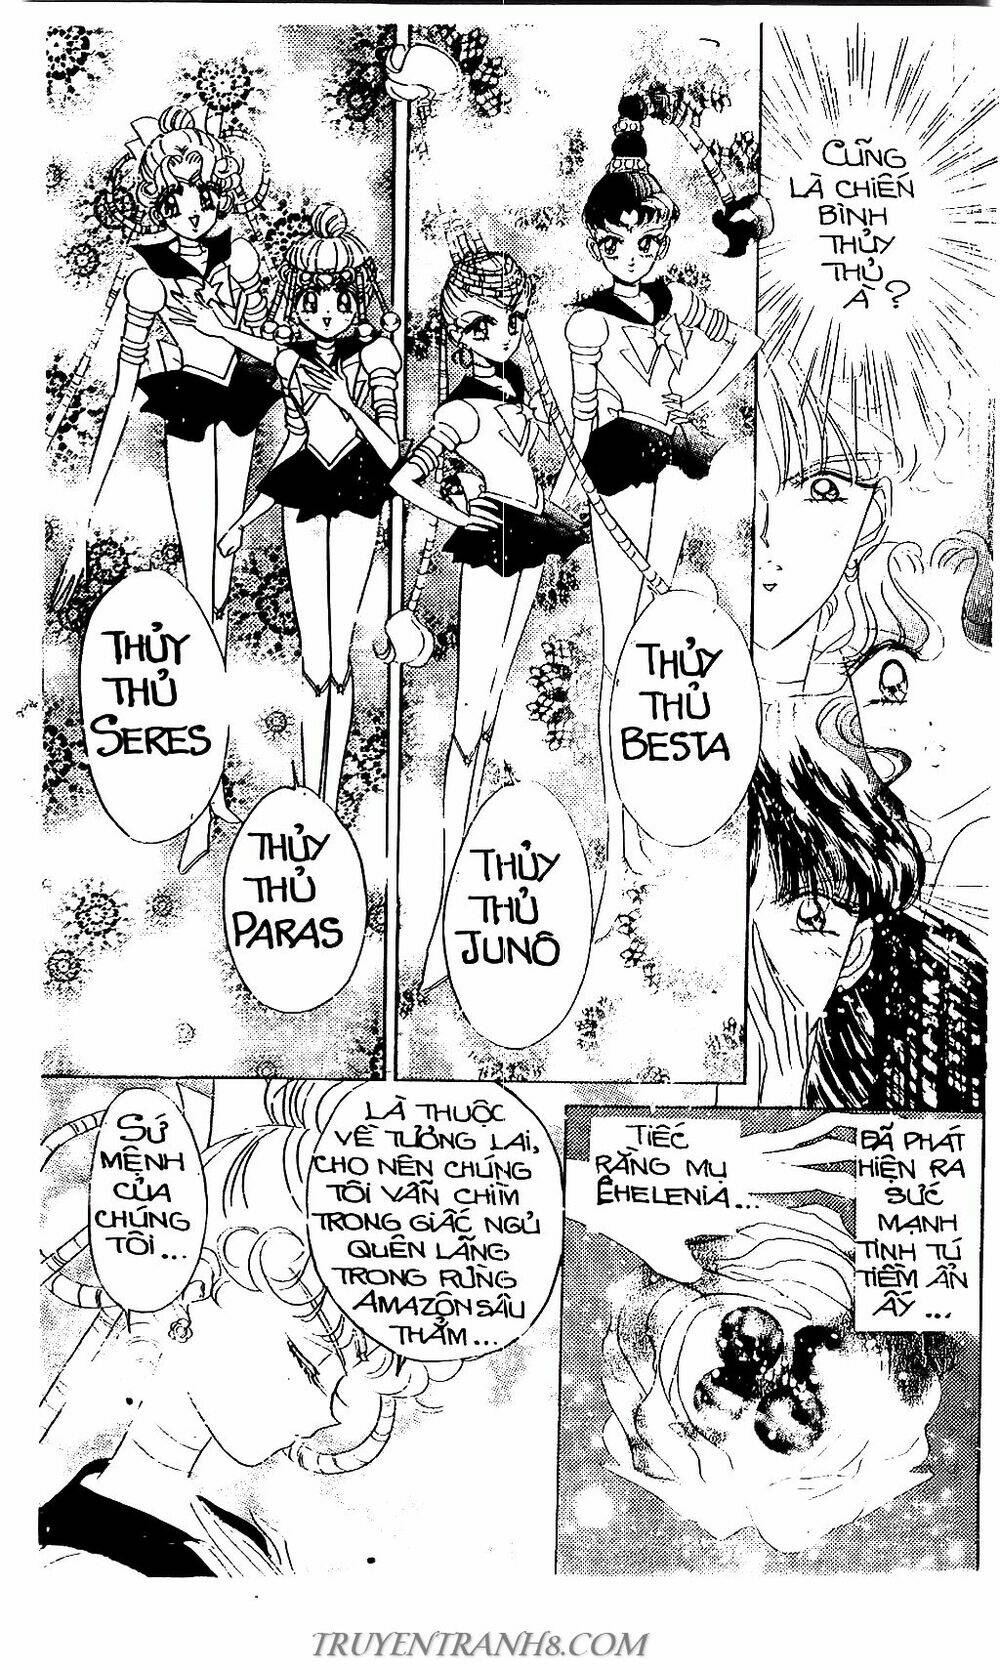 CŨNG
LÀ CHIẾN
BINH
THỦY
THỦ
À?
THỦY
THỦ
BESTA
THỦY
THỦ
JUNÔ
THỦY
THỦ
SERES
THỦY
THỦ
PARAS
ĐÃ PHÁT
HIỆN RA
SỨC
MẠNH
TINH TÚ
TIỀM ẨN
ẤY ...
TIẾC
RẰNG MỤ
ÊHELENIA...
LÀ THUỘC
VỀ TƯƠNG LAI,
CHO NÊN CHÚNG
TÔI VẪN CHÌM
TRONG GIẤC NGỦ
QUÊN LÃNG
TRONG RỪNG
AMAZÔN SÂU
THẲM...
SỨ
MỆNH
CỦA
CHÚNG
TÔI...
TRUYENTRANH8.COM